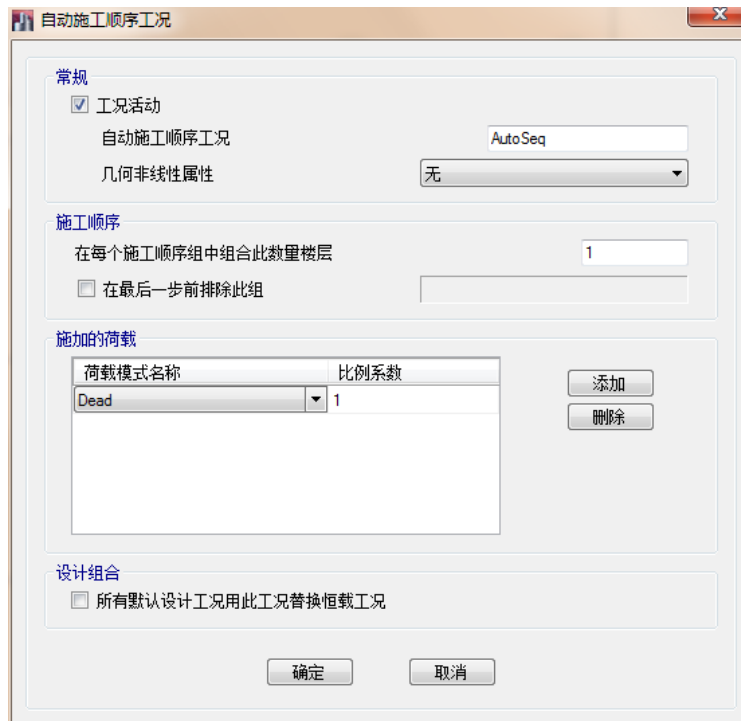 自动施工顺序工况
常规
工况活动
自动施工顺序工况 AutoSeq
几何非线性属性 无
施工顺序
在每个施工顺序组中组合此数量楼层 1
在最后一步前排除此组
施加的荷载
荷载模式名称 比例系数
Dead 1
添加
删除
设计组合
所有默认设计工况用此工况替换恒载工况
确定 取消